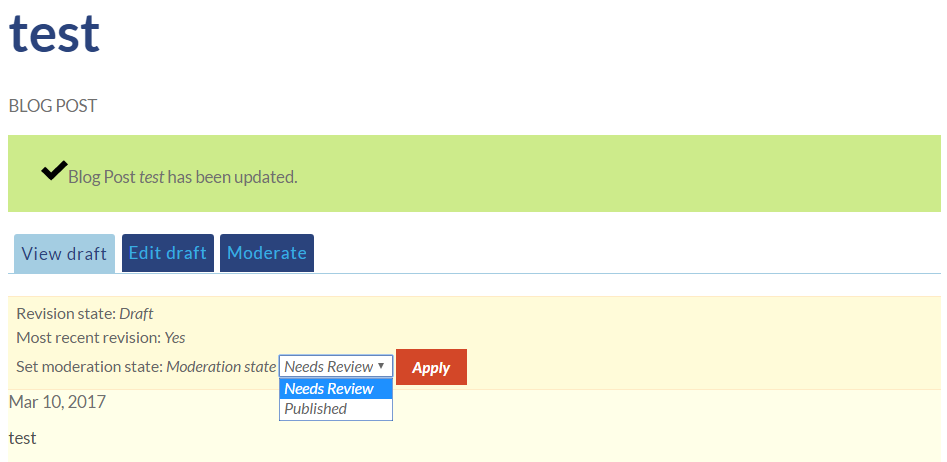 test
BLOG POST
Blog Post test has been updated.
View draft Edit draft Moderate
Revision state: Draft
Most recent revision: Yes
Set moderation state: Moderation state Needs Review Apply
Needs Review
Published
Mar 10, 2017
test